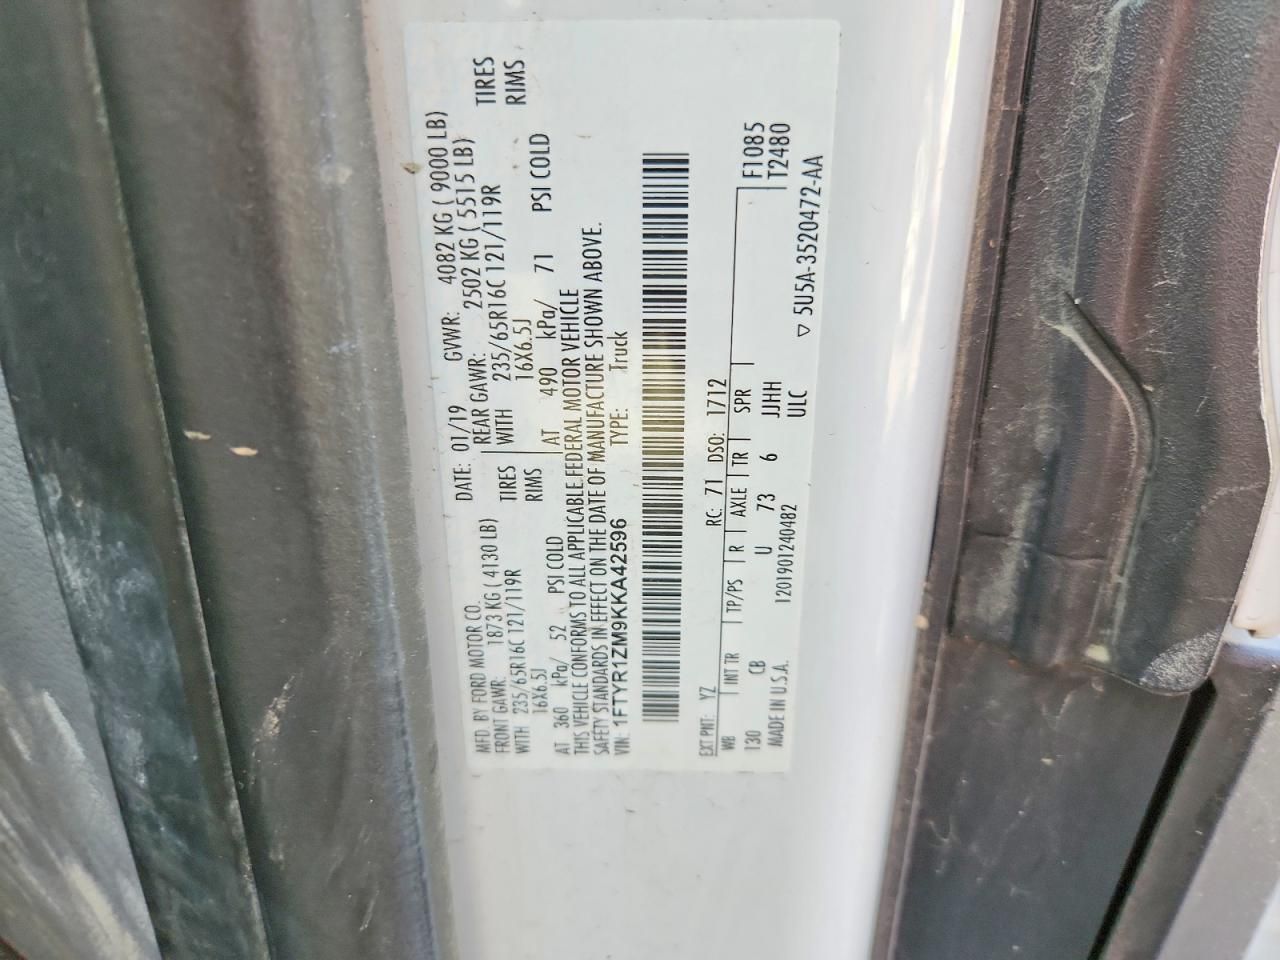 MFD. BY FORD MOTOR CO.
DATE: 01/19 GVWR: 4082 KG ( 9000 LB)
FRONT GAWR: 1873 KG ( 4130 LB) REAR GAWR: 2502 KG ( 5515 LB)
WITH 235/65R16C 121/119R TIRES WITH 235/65R16C 121/119R TIRES
16X6.5J RIMS 16X6.5J RIMS
AT 360 kPa/ 52 PSI COLD AT 490 kPa/ 71 PSI COLD
THIS VEHICLE CONFORMS TO ALL APPLICABLE FEDERAL MOTOR VEHICLE
SAFETY STANDARDS IN EFFECT ON THE DATE OF MANUFACTURE SHOWN ABOVE.
VIN: 1FTYR1ZM9KKA42596 TYPE: Truck
EXT PNT: YZ RC: 71 DSO: 1712
WB INT TR TP/PS R AXLE TR SPR F1085
130 CB U 73 6 JJHH T2480
MADE IN U.S.A. 1201901240482 ULC ▽ 5U5A-3520472-AA